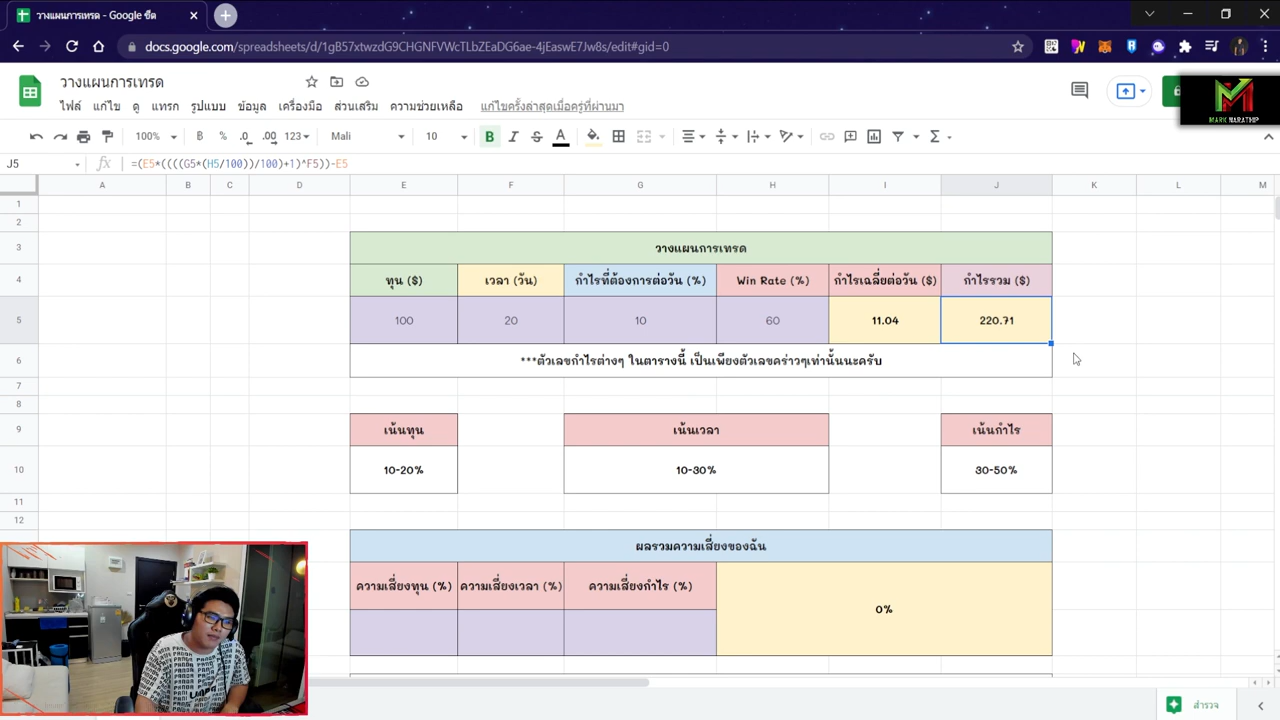 วางแผนการเทรด - Google ชีต
docs.google.com/spreadsheets/d/1gB57xtwzdG9CHGNFVWcTLbZEaDG6ae-4jEaswE7Jw8s/edit#gid=0
วางแผนการเทรด
ไฟล์ แก้ไข ดู แทรก รูปแบบ ข้อมูล เครื่องมือ ส่วนเสริม ความช่วยเหลือ แก้ไขครั้งล่าสุดเมื่อครู่ที่ผ่านมา
MARK NARATHIP
100% ฿ % .0 .00 123 Mali 10 B I S A
J5 fx =(E5*((((G5*(H5/100))/100)+1)^F5))-E5
A B C D E F G H I J K L M
1
2
3 วางแผนการเทรด
4 ทุน ($) เวลา (วัน) กำไรที่ต้องการต่อวัน (%) Win Rate (%) กำไรเฉลี่ยต่อวัน ($) กำไรรวม ($)
5 100 20 10 60 11.04 220.71
6 ***ตัวเลขกำไรต่างๆ ในตารางนี้ เป็นเพียงตัวเลขคร่าวๆเท่านั้นนะครับ
7
8
9 เน้นทุน เน้นเวลา เน้นกำไร
10 10-20% 10-30% 30-50%
11
12
ผลรวมความเสี่ยงของฉัน
ความเสี่ยงทุน (%) ความเสี่ยงเวลา (%) ความเสี่ยงกำไร (%)
0%
สำรวจ